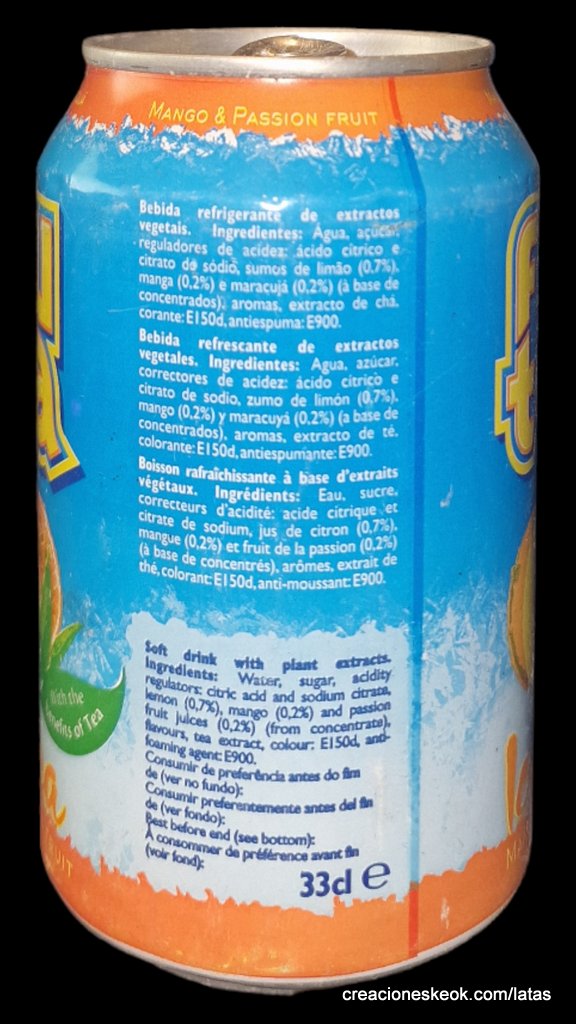 MANGO & PASSION FRUIT
Bebida refrigerante de extractos
vegetais. Ingredientes: Água, açúcar,
reguladores de acidez: ácido cítrico e
citrato de sódio, sumos de limão (0,7%),
manga (0,2%) e maracujá (0,2%) (à base de
concentrados), aromas, extracto de chá,
corante: E150d, antiespuma: E900.
Bebida refrescante de extractos
vegetales. Ingredientes: Agua, azúcar,
correctores de acidez: ácido cítrico e
citrato de sodio, zumo de limón (0,7%),
mango (0,2%) y maracuyá (0,2%) (a base de
concentrados), aromas, extracto de té,
colorante: E150d, antiespumante: E900.
Boisson rafraîchissante à base d'extraits
végétaux. Ingrédients: Eau, sucre,
correcteurs d'acidité: acide citrique et
citrate de sodium, jus de citron (0,7%),
mangue (0,2%) et fruit de la passion (0,2%)
(à base de concentrés), arômes, extrait de
thé, colorant: E150d, anti-moussant: E900.
Soft drink with plant extracts.
Ingredients: Water, sugar, acidity
regulators: citric acid and sodium citrate,
lemon (0,7%), mango (0,2%) and passion
fruit juices (0,2%) (from concentrate),
flavours, tea extract, colour: E150d, anti-
foaming agent: E900.
Consumir de preferência antes do fim
de (ver no fundo):
Consumir preferentemente antes del fin
de (ver fondo):
Best before end (see bottom):
À consommer de préférence avant fin
(voir fond):
33cl e
With the
of Tea
FRUIT
creacioneskeok.com/latas